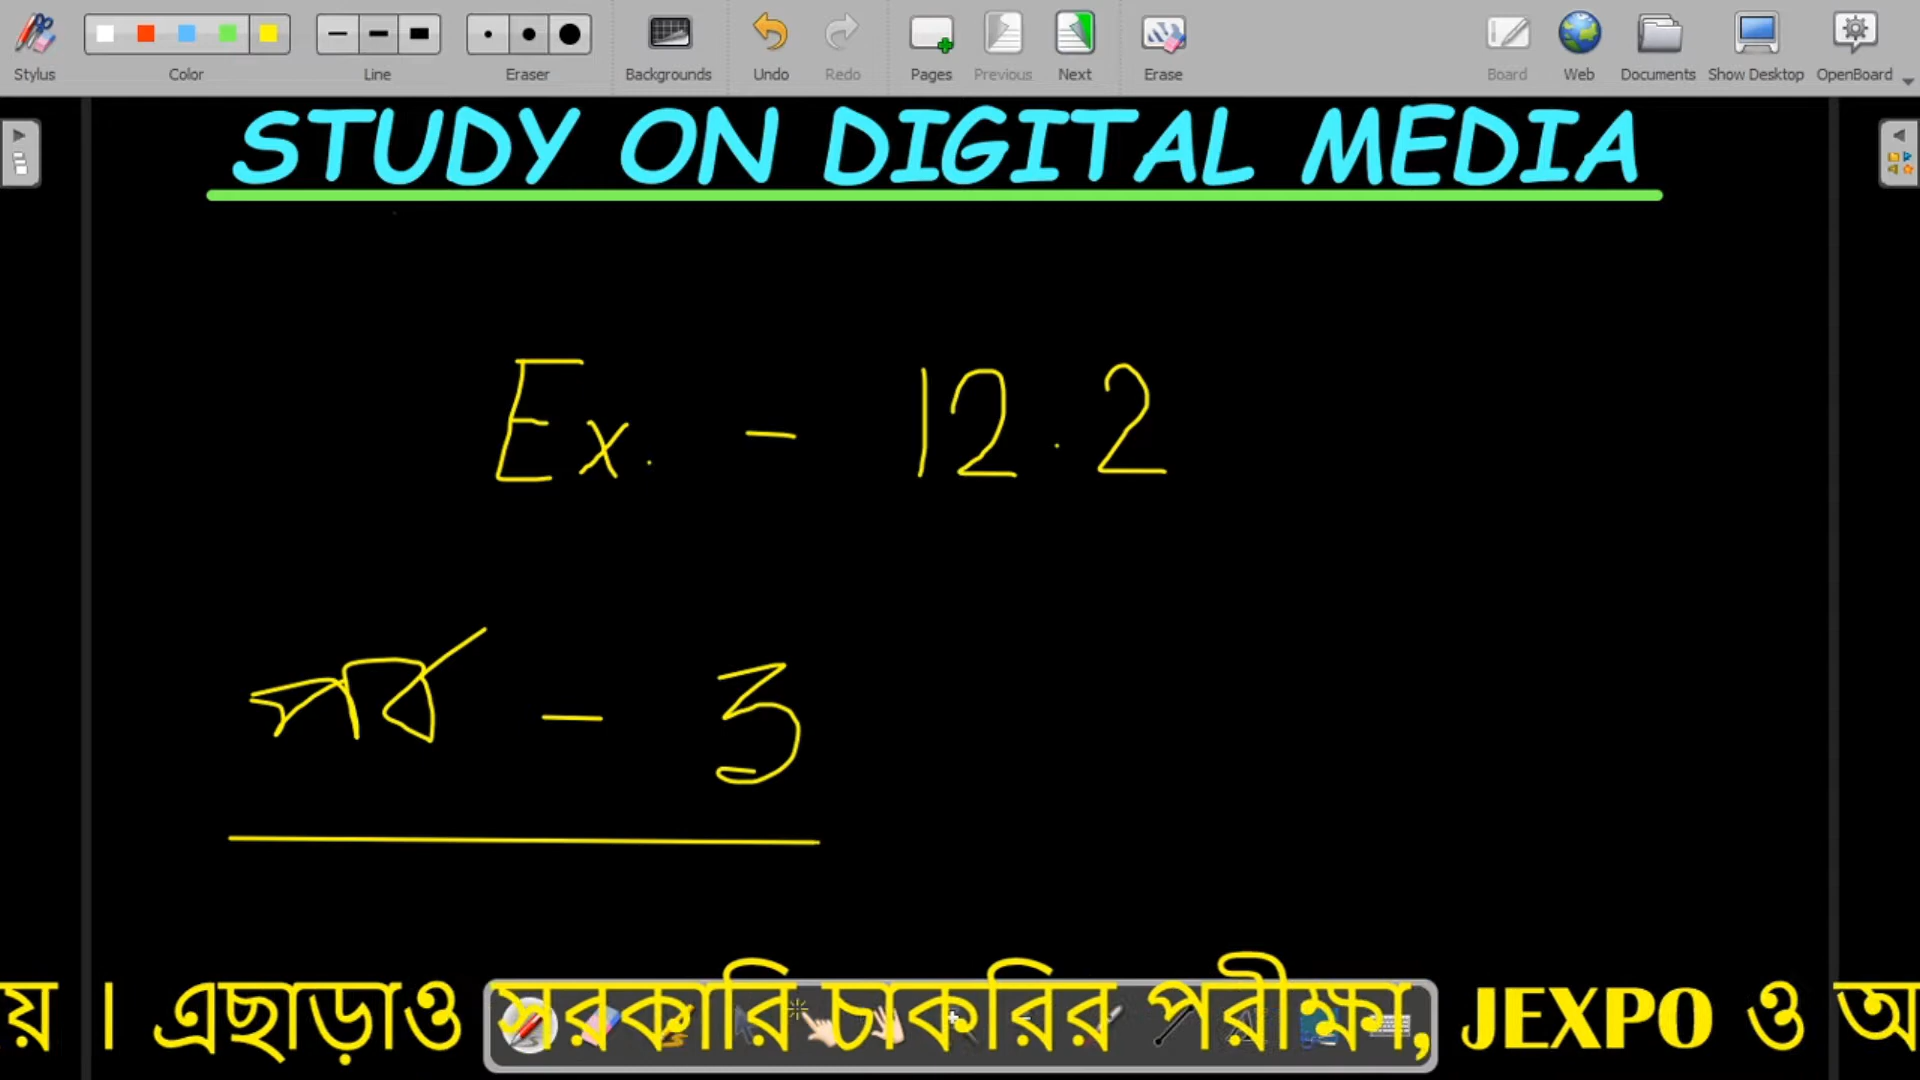 Stylus
Color
Line
Eraser
Backgrounds
Undo
Redo
Pages
Previous
Next
Erase
Board
Web
Documents
Show Desktop
OpenBoard
STUDY ON DIGITAL MEDIA
Ex. - 12.2
পর্ব - 3
য় । এছাড়াও সরকারি চাকরির পরীক্ষা, JEXPO ও অ